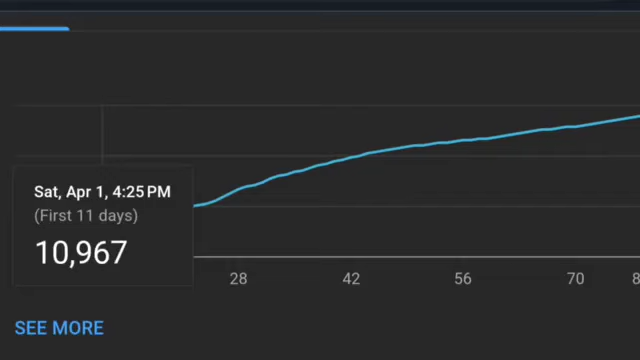 Sat, Apr 1, 4:25 PM
(First 11 days)
10,967
28 42 56 70
SEE MORE